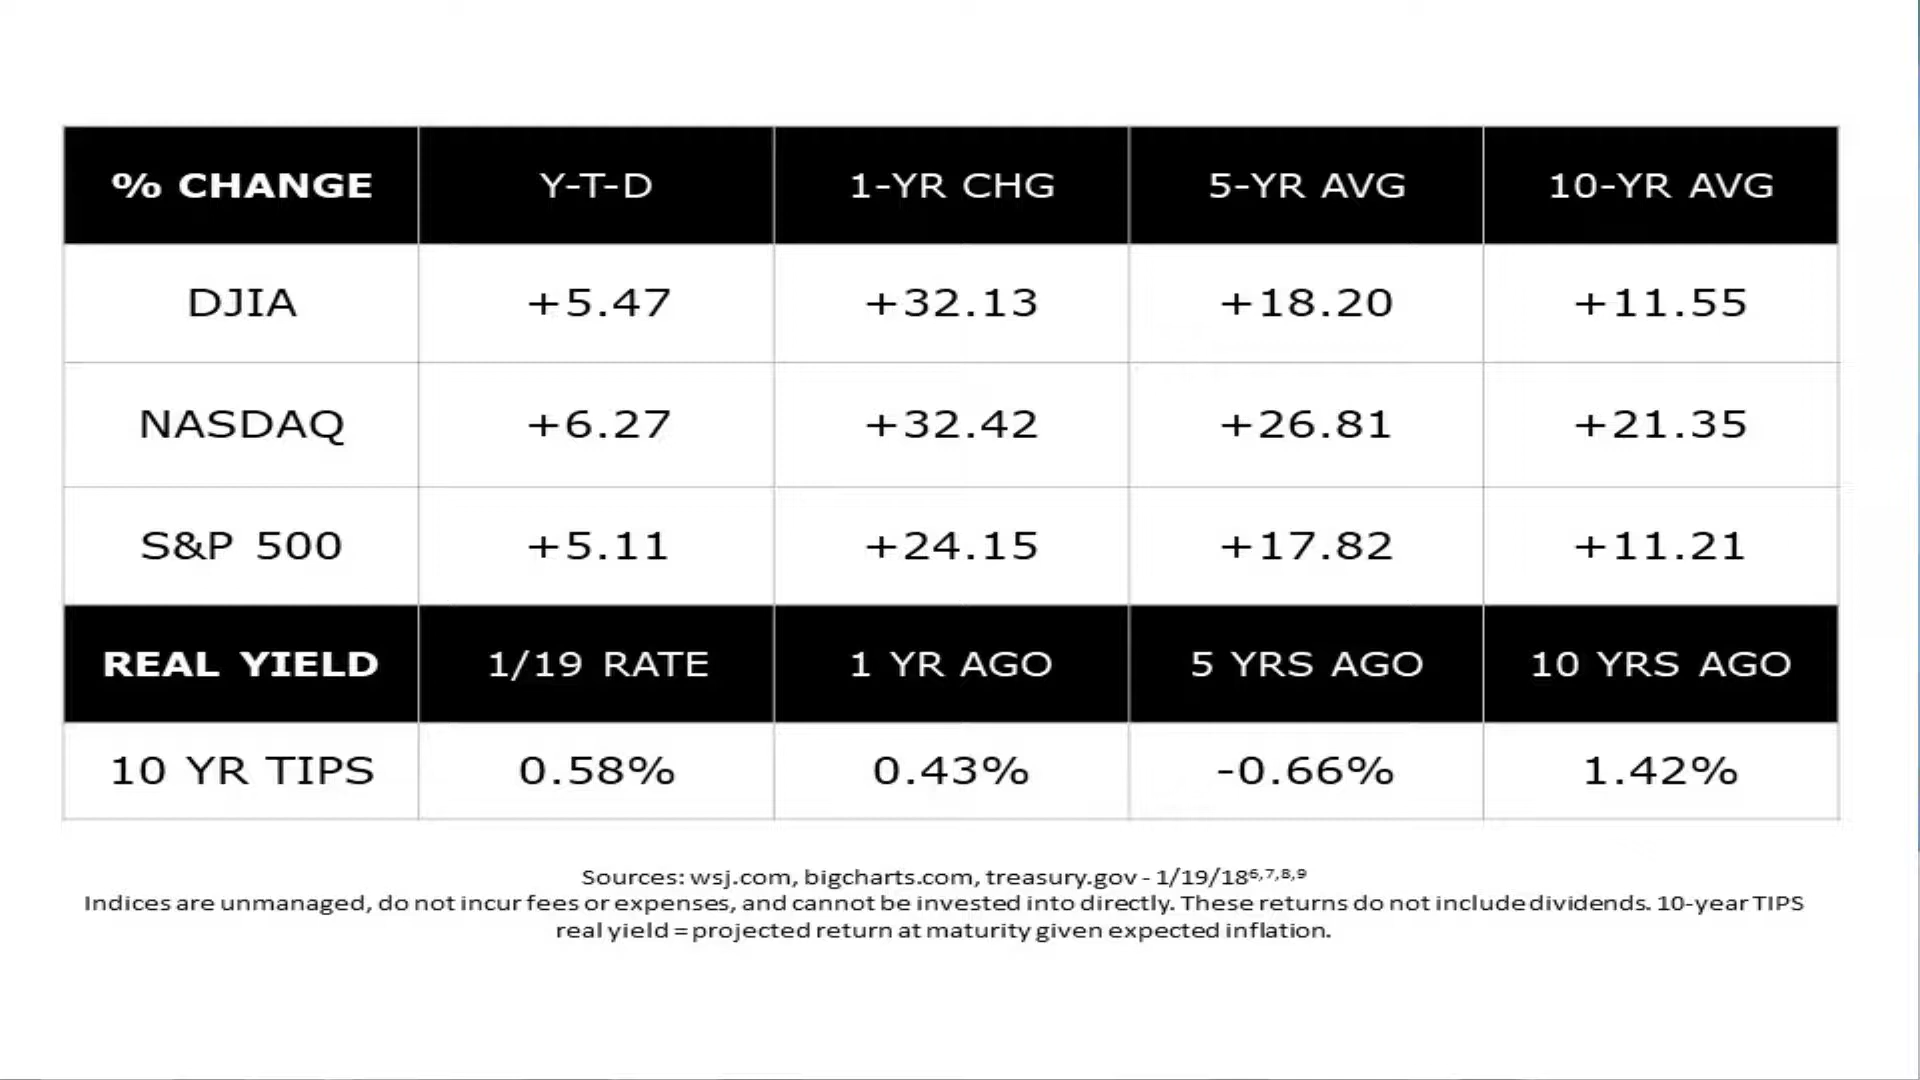 % CHANGE Y-T-D 1-YR CHG 5-YR AVG 10-YR AVG
DJIA +5.47 +32.13 +18.20 +11.55
NASDAQ +6.27 +32.42 +26.81 +21.35
S&P 500 +5.11 +24.15 +17.82 +11.21
REAL YIELD 1/19 RATE 1 YR AGO 5 YRS AGO 10 YRS AGO
10 YR TIPS 0.58% 0.43% -0.66% 1.42%
Sources: wsj.com, bigcharts.com, treasury.gov - 1/19/18⁶,⁷,⁸,⁹
Indices are unmanaged, do not incur fees or expenses, and cannot be invested into directly. These returns do not include dividends. 10-year TIPS
real yield = projected return at maturity given expected inflation.